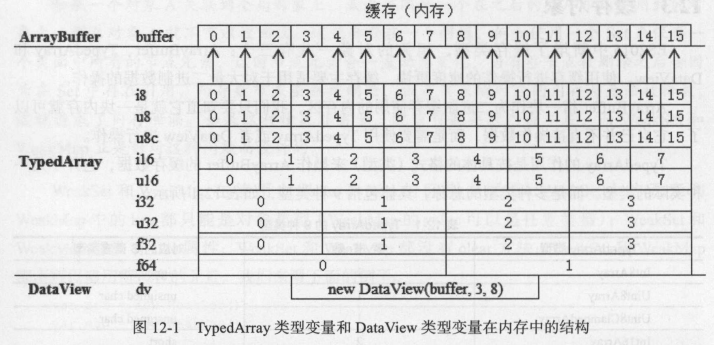 缓存（内存）
ArrayBuffer buffer 0 1 2 3 4 5 6 7 8 9 10 11 12 13 14 15
i8 0 1 2 3 4 5 6 7 8 9 10 11 12 13 14 15
u8 0 1 2 3 4 5 6 7 8 9 10 11 12 13 14 15
u8c 0 1 2 3 4 5 6 7 8 9 10 11 12 13 14 15
TypedArray i16 0 1 2 3 4 5 6 7
0 1 2 3 4 5 6 7
i32 0 1 2
u32 0 1 2 3
f32 0 1 2
f64 0 1
DataView dv new DataView(buffer, 3, 8)
图 12-1 TypedArray 类型变量和 DataView 类型变量在内存中的结构